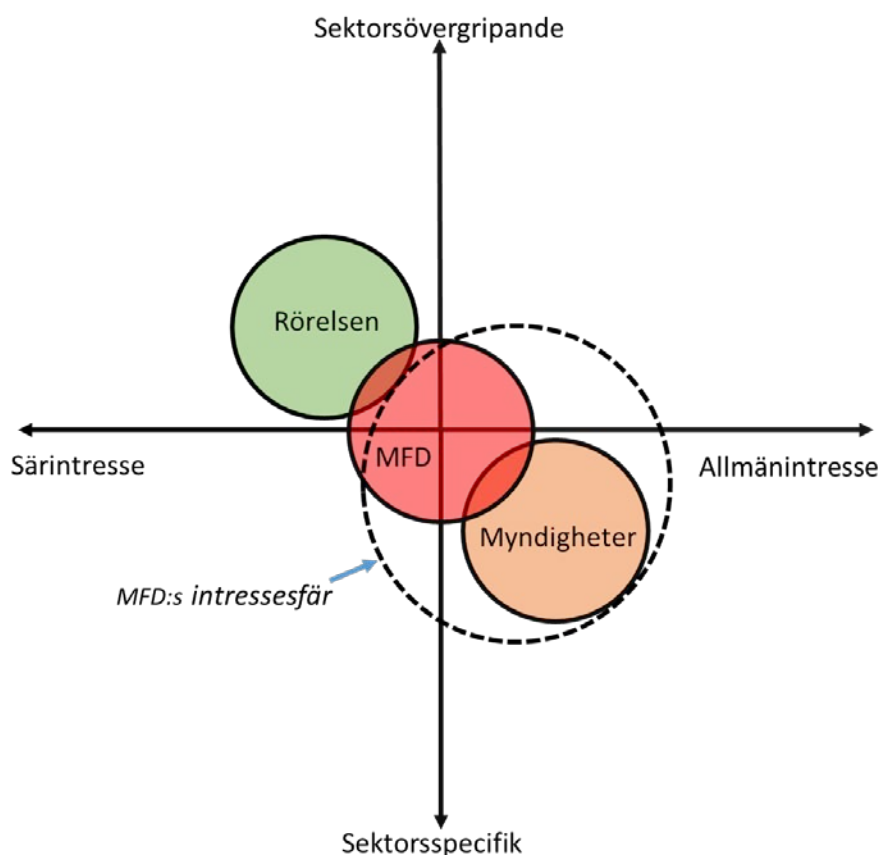 Sektorsövergripande
Rörelsen
MFD
Särintresse
Allmänintresse
Myndigheter
MFD:s intressesfär
Sektorsspecifik